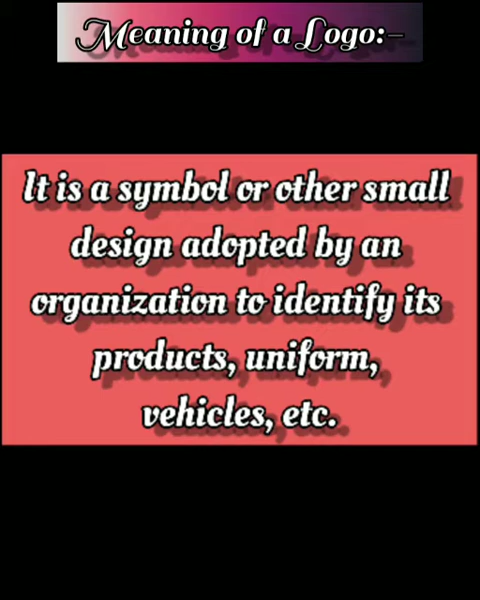 Meaning of a Logo:-
It is a symbol or other small
design adopted by an
organization to identify its
products, uniform,
vehicles, etc.